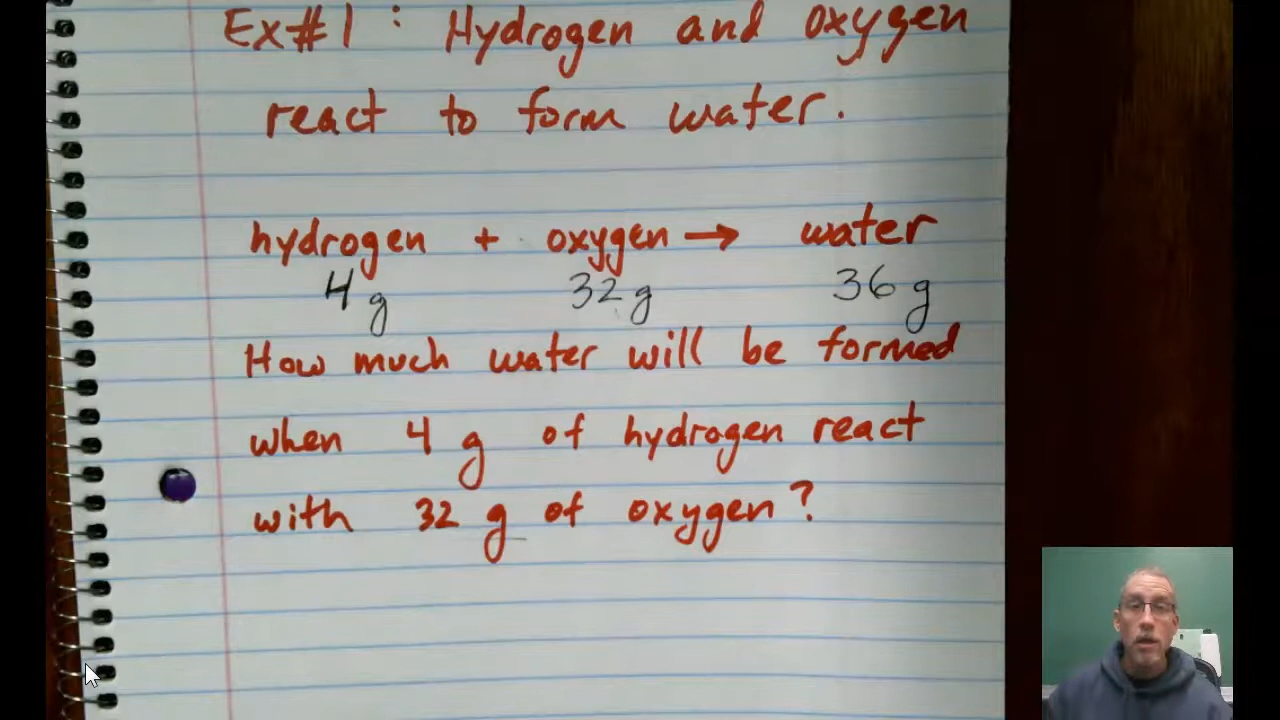 Ex#1 : Hydrogen and oxygen
react to form water.
hydrogen + oxygen → water
4 g 32 g 36 g
How much water will be formed
when 4 g of hydrogen react
with 32 g of oxygen?